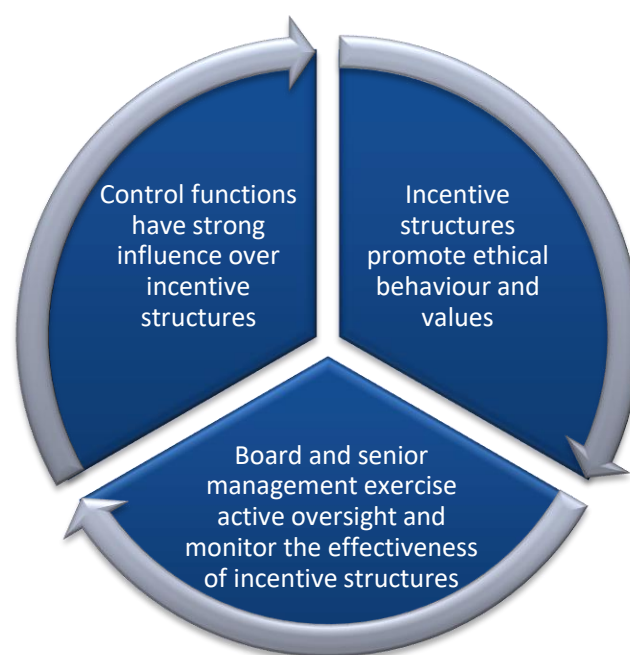 Control functions
have strong
influence over
incentive
structures
Incentive
structures
promote ethical
behaviour and
values
Board and senior
management exercise
active oversight and
monitor the effectiveness
of incentive structures